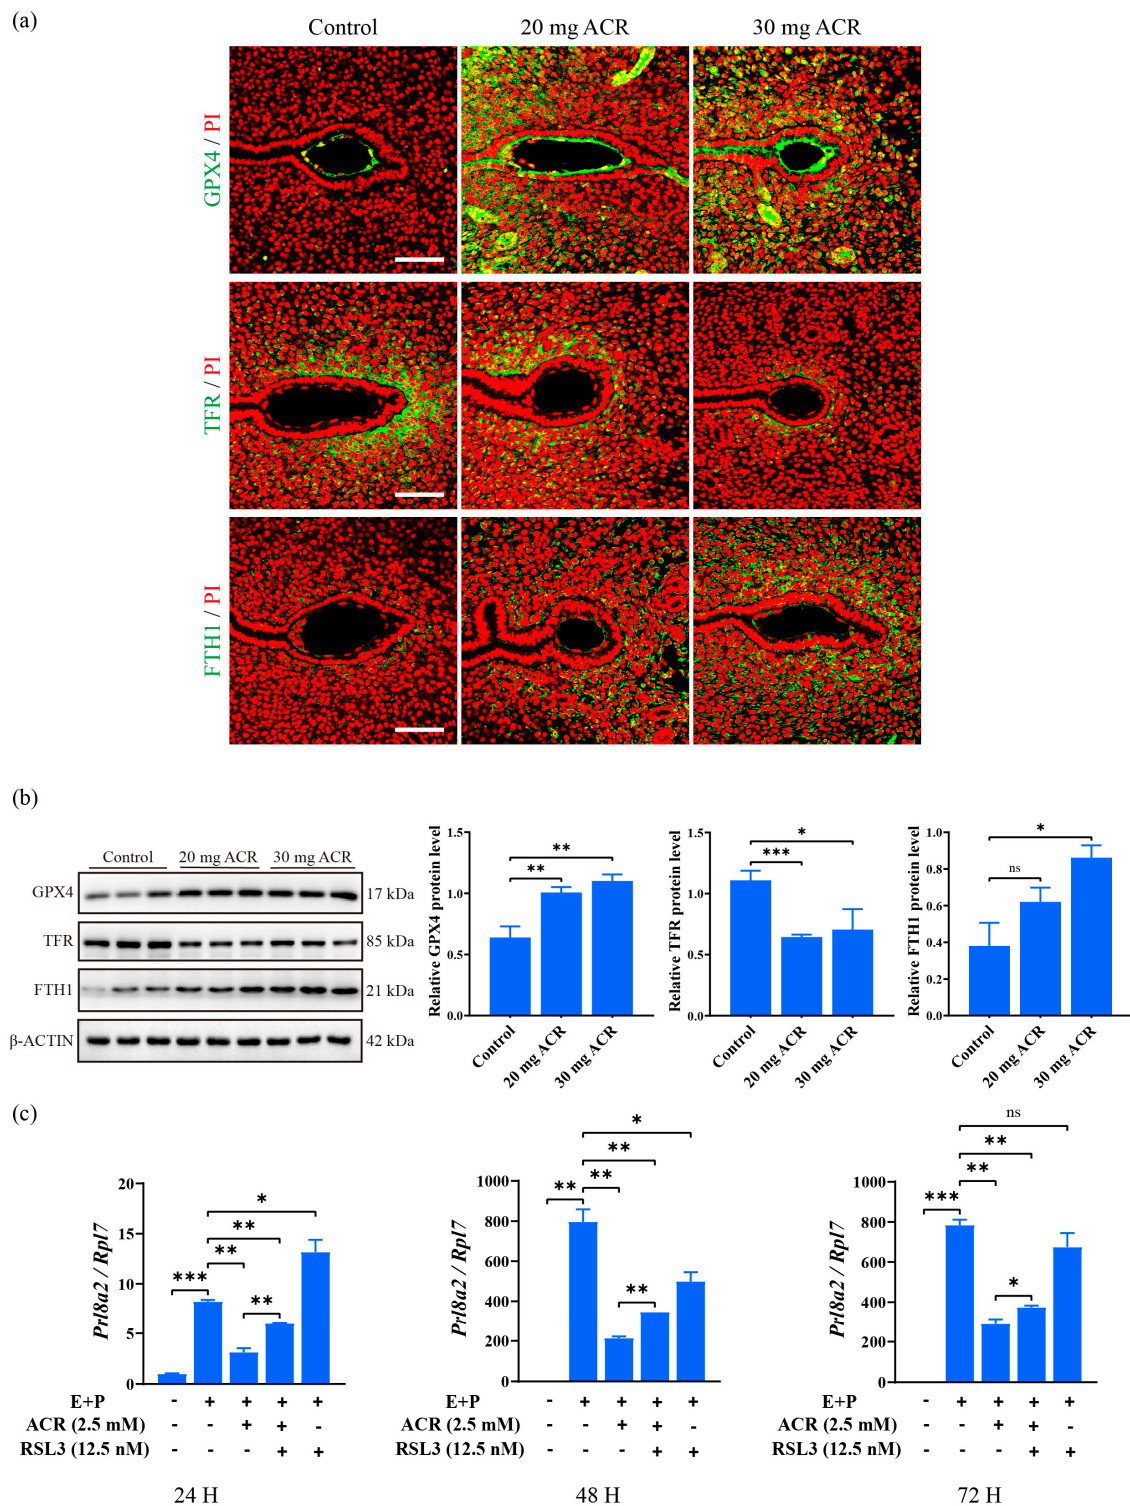 (a)
Control 20 mg ACR 30 mg ACR
GPX4 / PI
TFR / PI
FTH1 / PI
(b)
Control 20 mg ACR 30 mg ACR
GPX4 17 kDa
TFR 85 kDa
FTH1 21 kDa
β-ACTIN 42 kDa
Relative GPX4 protein level
1.5
1.0
0.5
0.0
**
**
Control 20 mg ACR 30 mg ACR
Relative TFR protein level
1.5
1.0
0.5
0.0
*
***
Control 20 mg ACR 30 mg ACR
Relative FTH1 protein level
1.0
0.8
0.6
0.4
0.2
0.0
*
ns
Control 20 mg ACR 30 mg ACR
(c)
Prl8a2 / Rpl7
20
15
10
5
0
*
**
**
***
**
E+P - + + + +
ACR (2.5 mM) - - + + -
RSL3 (12.5 nM) - - - + +
24 H
Prl8a2 / Rpl7
1000
800
600
400
200
0
*
**
**
**
**
E+P - + + + +
ACR (2.5 mM) - - + + -
RSL3 (12.5 nM) - - - + +
48 H
Prl8a2 / Rpl7
1000
800
600
400
200
0
ns
**
**
***
*
E+P - + + + +
ACR (2.5 mM) - - + + -
RSL3 (12.5 nM) - - - + +
72 H